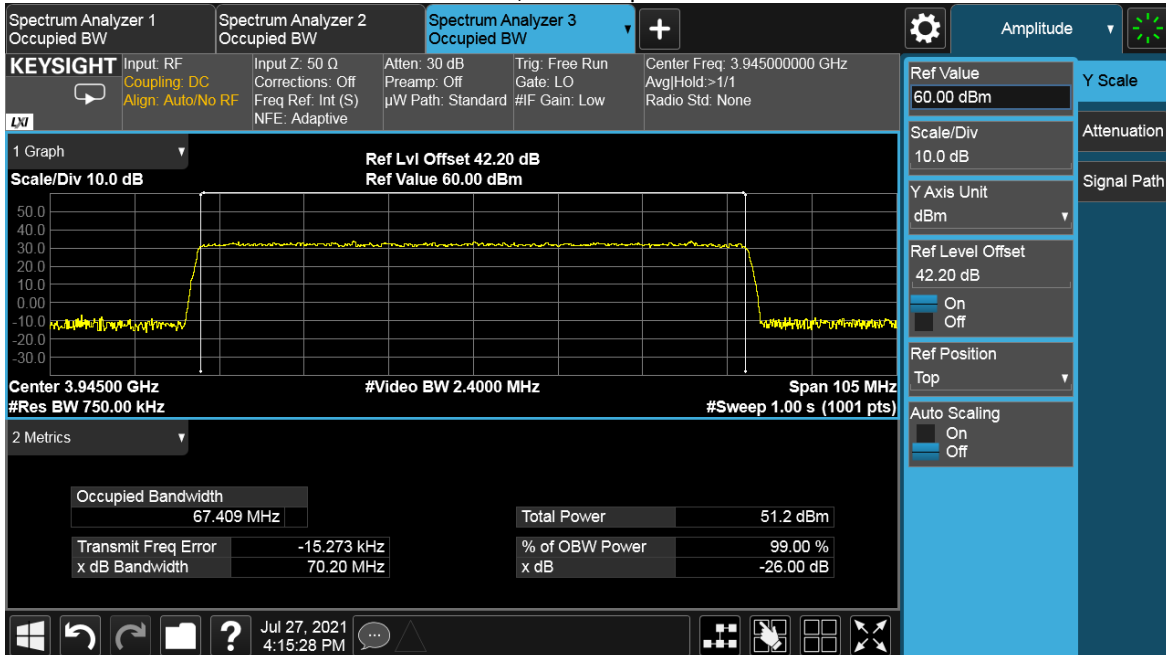 Spectrum Analyzer 1
Occupied BW
Spectrum Analyzer 2
Occupied BW
Spectrum Analyzer 3
Occupied BW
Amplitude
KEYSIGHT
LXI
Input: RF
Coupling: DC
Align: Auto/No RF
Input Z: 50 Ω
Corrections: Off
Freq Ref: Int (S)
NFE: Adaptive
Atten: 30 dB
Preamp: Off
µW Path: Standard
Trig: Free Run
Gate: LO
#IF Gain: Low
Center Freq: 3.945000000 GHz
Avg|Hold:>1/1
Radio Std: None
1 Graph
Scale/Div 10.0 dB
Ref Lvl Offset 42.20 dB
Ref Value 60.00 dBm
50.0
40.0
30.0
20.0
10.0
0.00
-10.0
-20.0
-30.0
Center 3.94500 GHz
#Res BW 750.00 kHz
#Video BW 2.4000 MHz
Span 105 MHz
#Sweep 1.00 s (1001 pts)
2 Metrics
Occupied Bandwidth
67.409 MHz
Transmit Freq Error -15.273 kHz
x dB Bandwidth 70.20 MHz
Total Power 51.2 dBm
% of OBW Power 99.00 %
x dB -26.00 dB
Ref Value
60.00 dBm
Scale/Div
10.0 dB
Y Axis Unit
dBm
Ref Level Offset
42.20 dB
On
Off
Ref Position
Top
Auto Scaling
On
Off
Y Scale
Attenuation
Signal Path
?
Jul 27, 2021
4:15:28 PM